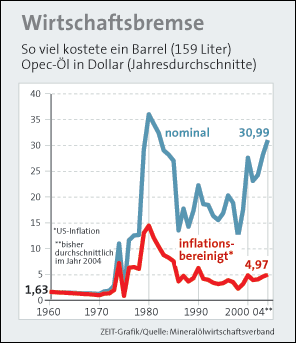 Wirtschaftsbremse
So viel kostete ein Barrel (159 Liter)
Opec-Öl in Dollar (Jahresdurchschnitte)
40
35
30
25
20
15
10
5
0
nominal
30,99
*US-Inflation
**bisher
durchschnittlich
im Jahr 2004
inflations-
bereinigt*
4,97
1,63
1960
1970
1980
1990
2000 04**
ZEIT-Grafik/Quelle: Mineralölwirtschaftsverband